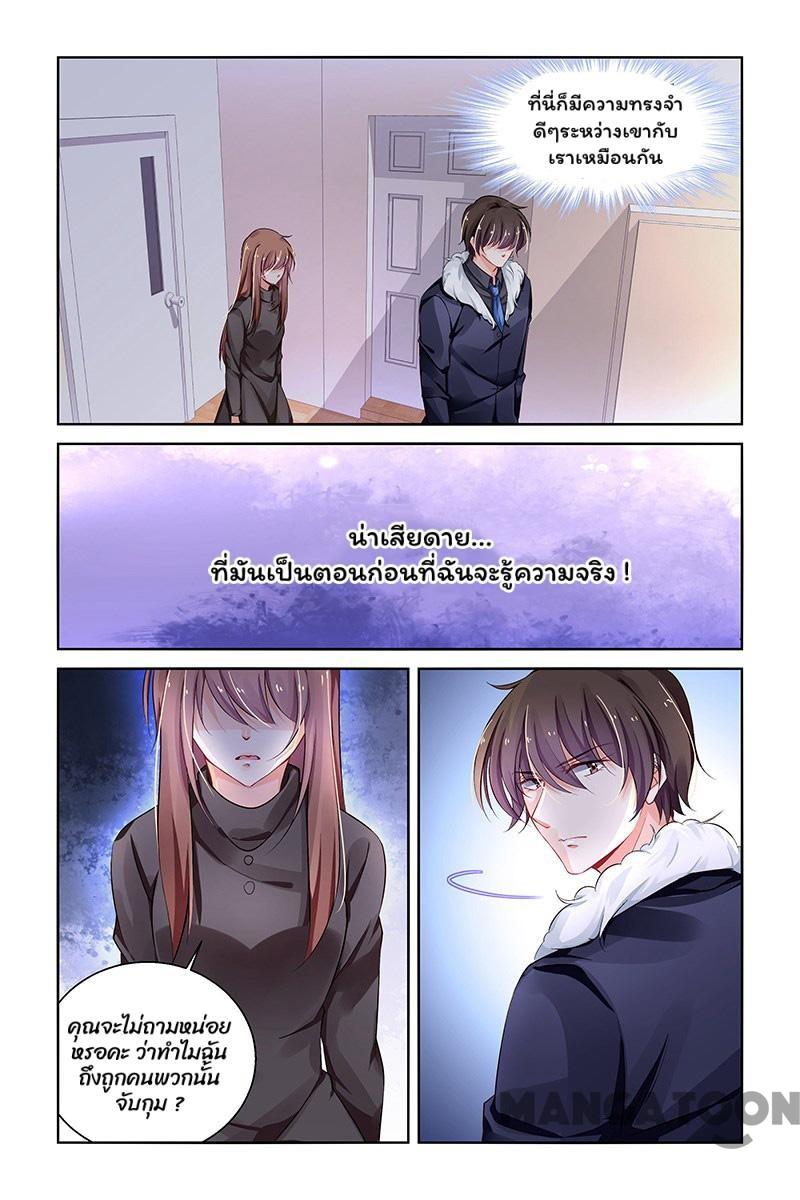 ที่นี่ก็มีความทรงจำ
ดีๆระหว่างเขากับ
เราเหมือนกัน
น่าเสียดาย...
ที่มันเป็นตอนก่อนที่ฉันจะรู้ความจริง !
คุณจะไม่ถามหน่อย
หรอคะ ว่าทำไมฉัน
ถึงถูกคนพวกนั้น
จับกุม ?
MANGATOON